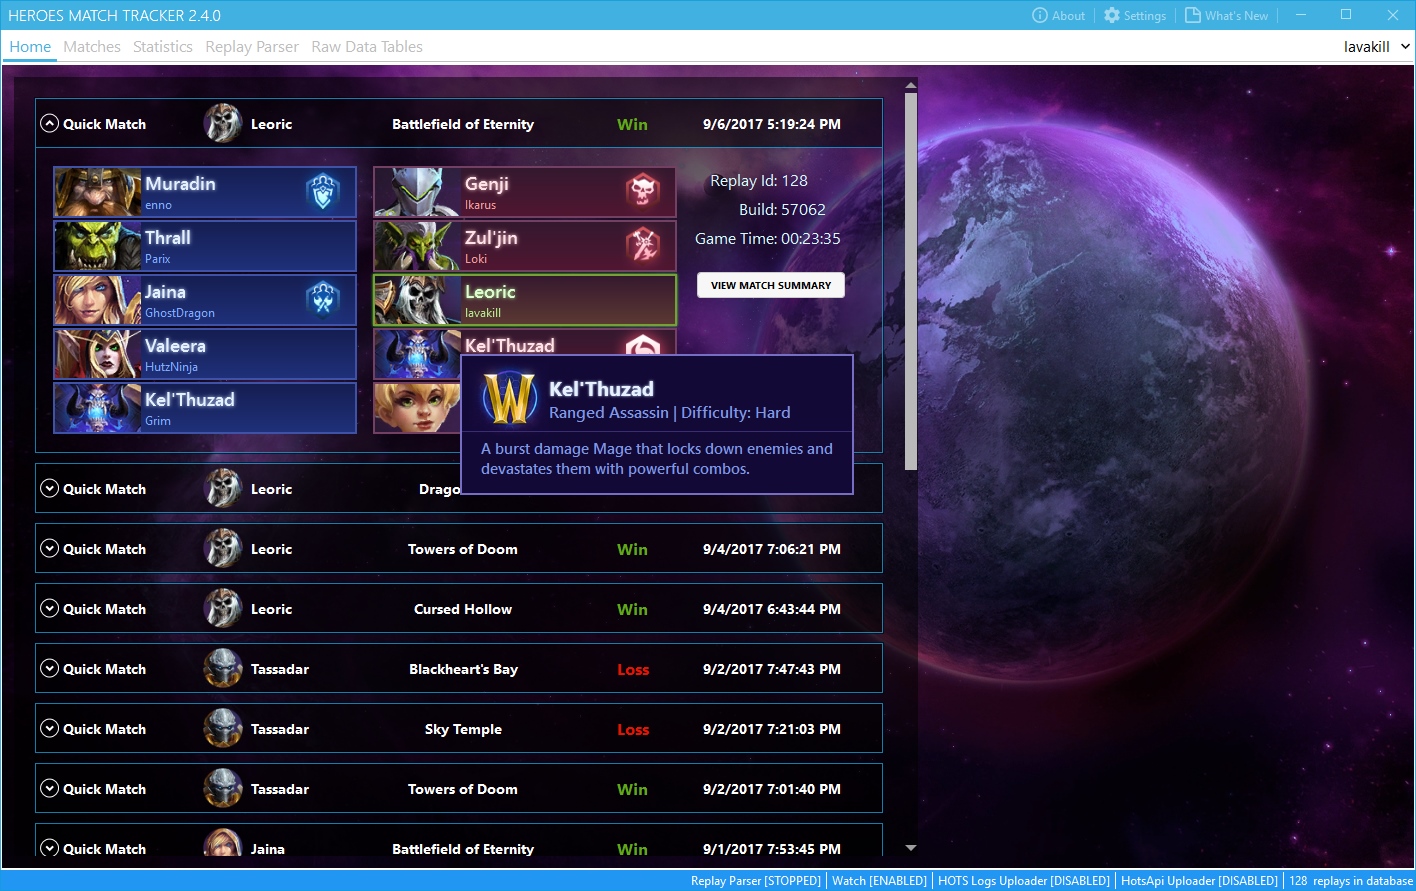 HEROES MATCH TRACKER 2.4.0
About
Settings
What's New
Home Matches Statistics Replay Parser Raw Data Tables
lavakill
Quick Match Leoric Battlefield of Eternity Win 9/6/2017 5:19:24 PM
Muradin
enno
Thrall
Parix
Jaina
GhostDragon
Valeera
HutzNinja
Kel'Thuzad
Grim
Genji
Ikarus
Zul'jin
Loki
Leoric
lavakill
Kel'Thuzad
Replay Id: 128
Build: 57062
Game Time: 00:23:35
VIEW MATCH SUMMARY
W
Kel'Thuzad
Ranged Assassin | Difficulty: Hard
A burst damage Mage that locks down enemies and
devastates them with powerful combos.
Quick Match Leoric Drago
Quick Match Leoric Towers of Doom Win 9/4/2017 7:06:21 PM
Quick Match Leoric Cursed Hollow Win 9/4/2017 6:43:44 PM
Quick Match Tassadar Blackheart's Bay Loss 9/2/2017 7:47:43 PM
Quick Match Tassadar Sky Temple Loss 9/2/2017 7:21:03 PM
Quick Match Tassadar Towers of Doom Win 9/2/2017 7:01:40 PM
Quick Match Jaina Battlefield of Eternity Win 9/1/2017 7:53:45 PM
Replay Parser [STOPPED] Watch [ENABLED] HOTS Logs Uploader [DISABLED] HotsApi Uploader [DISABLED] 128 replays in database